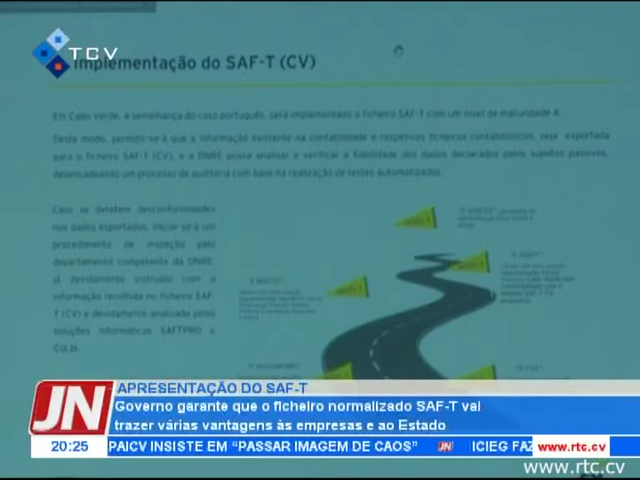 TCV
Implementação do SAF-T (CV)
Em Cabo Verde, à semelhança do caso português, será implementado o ficheiro SAF-T com um nível de maturidade 4.
Deste modo, permitir-se-á que a informação existente na contabilidade e respetivos ficheiros contabilísticos, seja exportada
para o ficheiro SAF-T (CV), e a DNRE possa analisar e verificar a fiabilidade dos dados declarados pelos sujeitos passivos,
desencadeando um processo de auditoria com base na realização de testes automatizados.
Caso se detetem desconformidades
nos dados exportados, iniciar-se-á um
procedimento de inspeção pelo
departamento competente da DNRE,
já devidamente instruído com a
informação recolhida no ficheiro SAF-
T (CV) e devidamente analisada pelas
soluções informáticas SAFTPRO e
JN
APRESENTAÇÃO DO SAF-T
Governo garante que o ficheiro normalizado SAF-T vai
trazer várias vantagens às empresas e ao Estado
20:25 PAICV INSISTE EM “PASSAR IMAGEM DE CAOS” JN ICIEG FAZ www.rtc.cv
www.rtc.cv